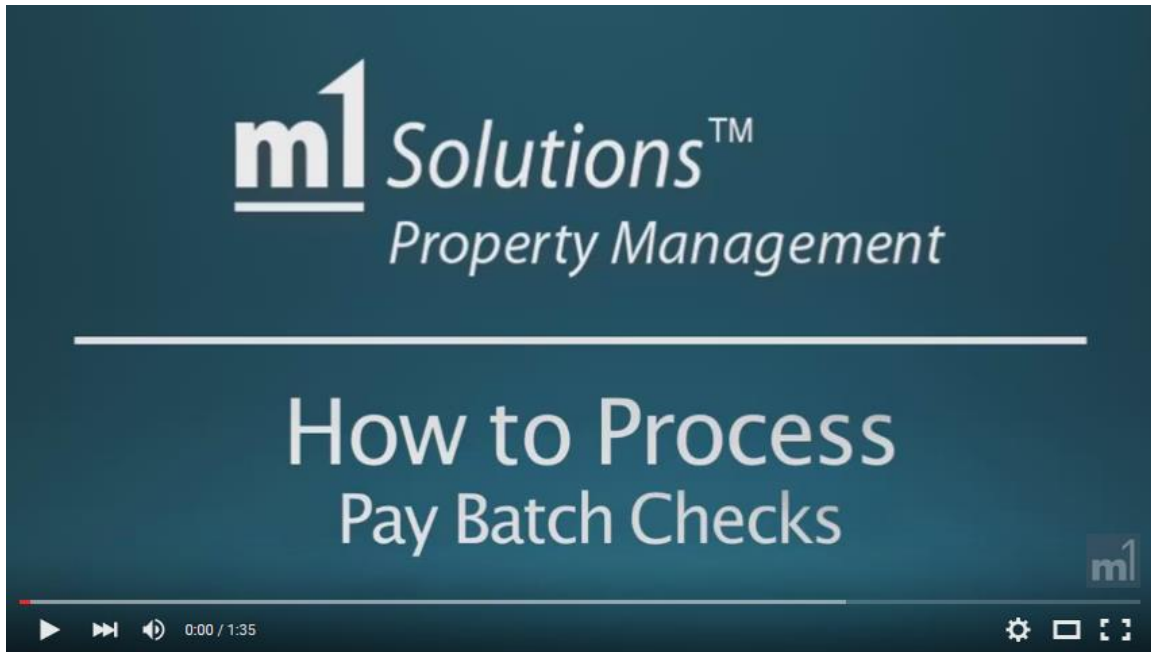 m1 Solutions™
Property Management
How to Process
Pay Batch Checks
m1
0:00 / 1:35